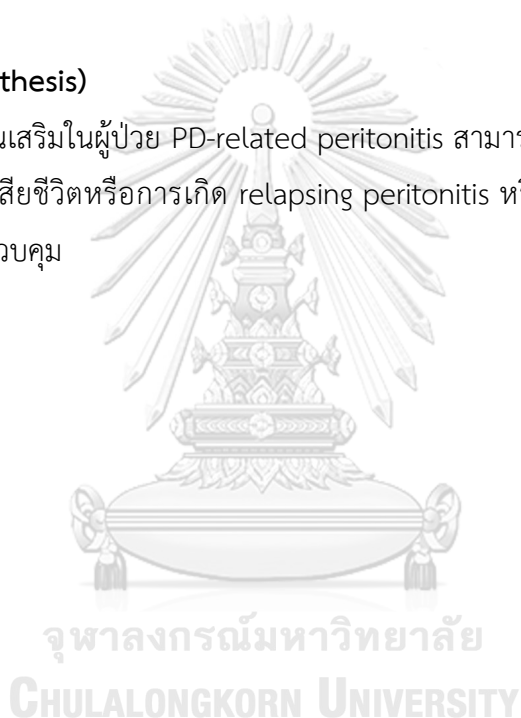 thesis)
นเสริมในผู้ป่วย PD-related peritonitis สามาร
สียชีวิตหรือการเกิด relapsing peritonitis หรื
วบคุม
จุฬาลงกรณ์มหาวิทยาลัย
CHULALONGKORN UNIVERSITY